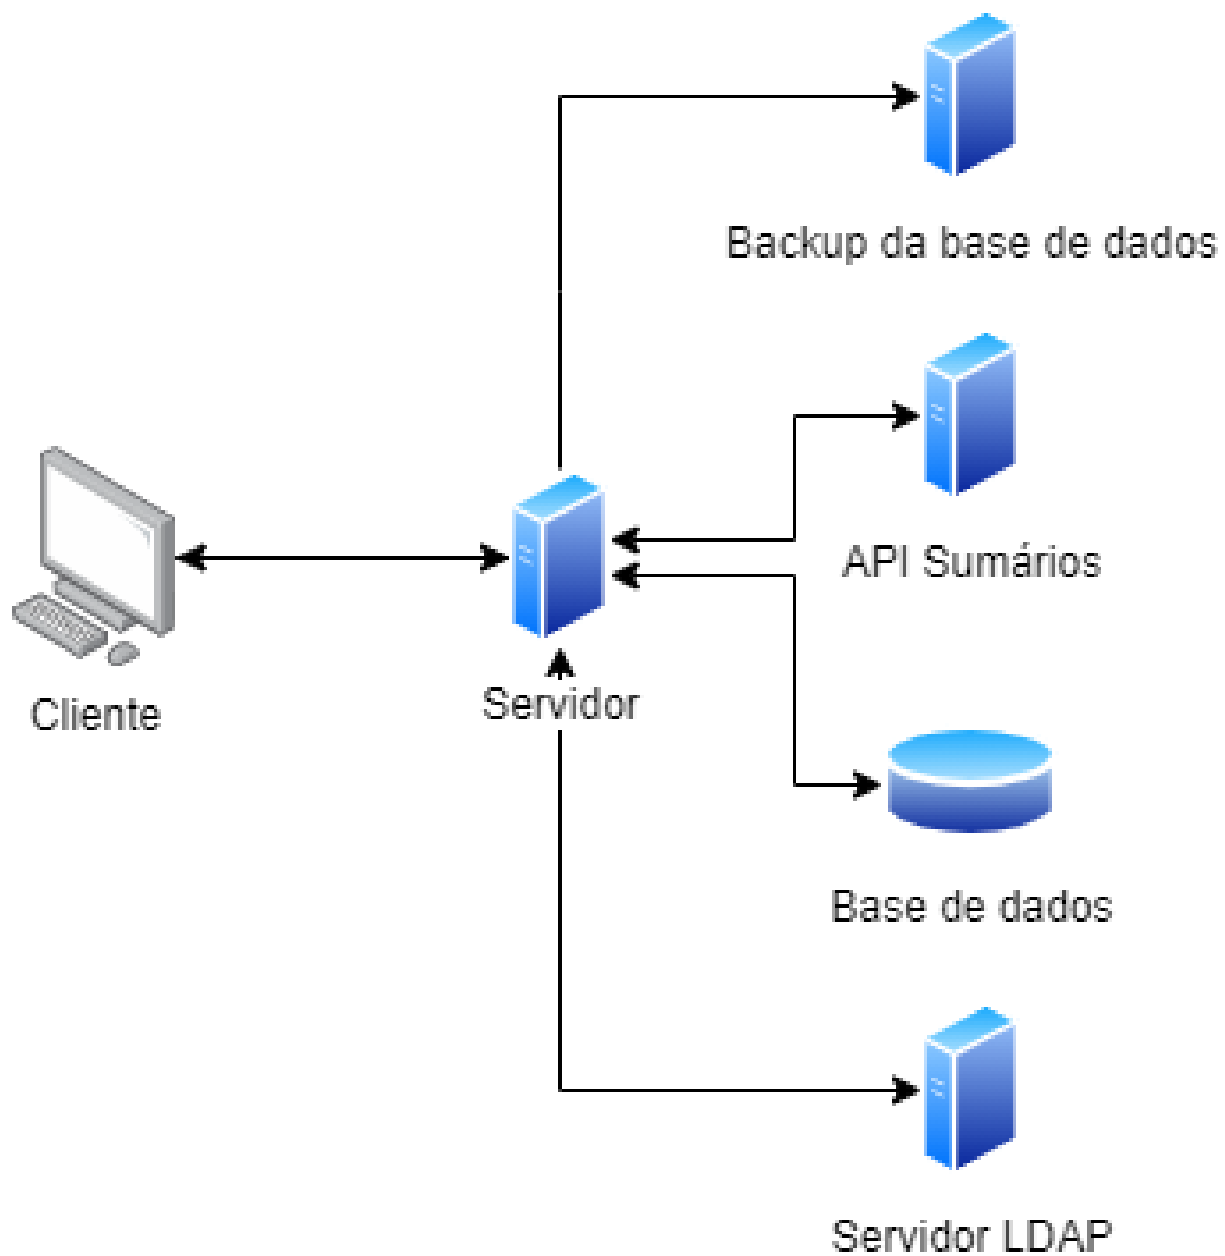 Backup da base de dados
API Sumários
Cliente
Servidor
Base de dados
Servidor LDAP